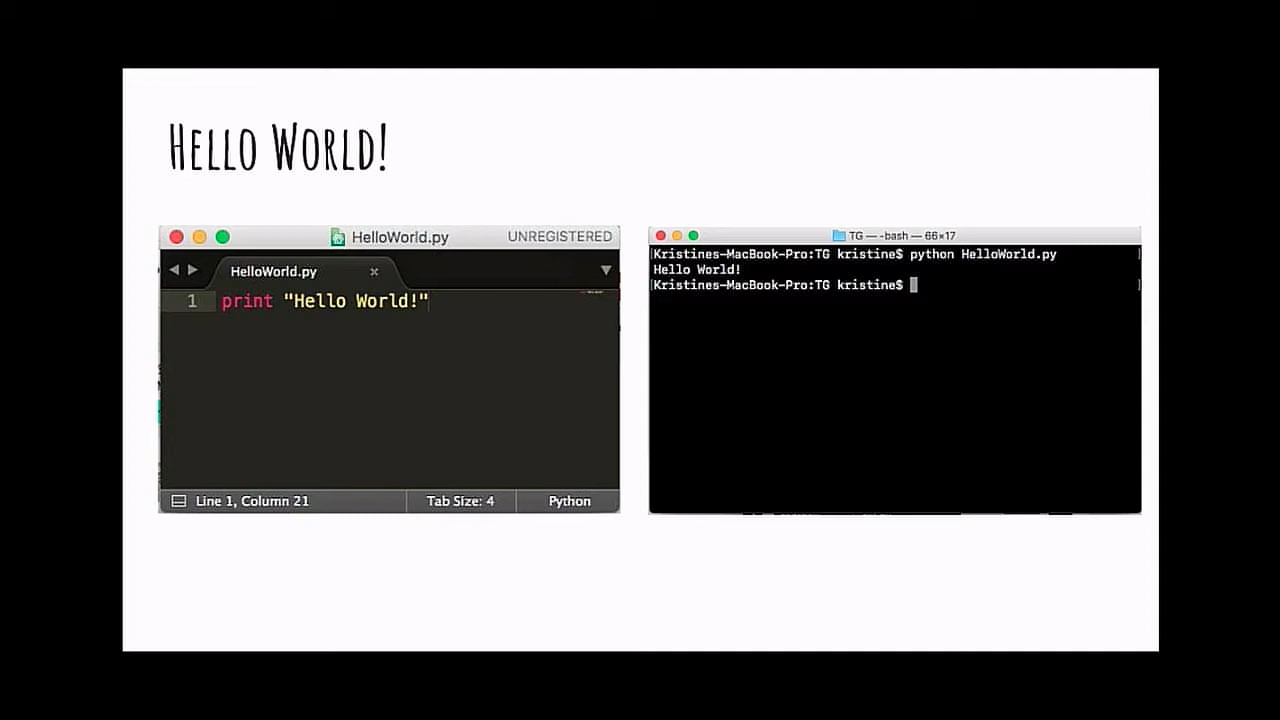 HELLO WORLD!
HelloWorld.py UNREGISTERED
HelloWorld.py
1 print "Hello World!"
Line 1, Column 21 Tab Size: 4 Python
TG — -bash — 66×17
Kristines-MacBook-Pro:TG kristine$ python HelloWorld.py
Hello World!
Kristines-MacBook-Pro:TG kristine$